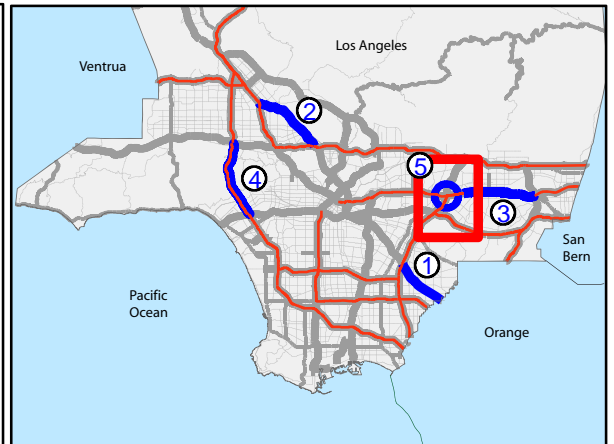 Los Angeles
Ventrua
2
5
4
3
San
Bern
1
Pacific
Ocean
Orange